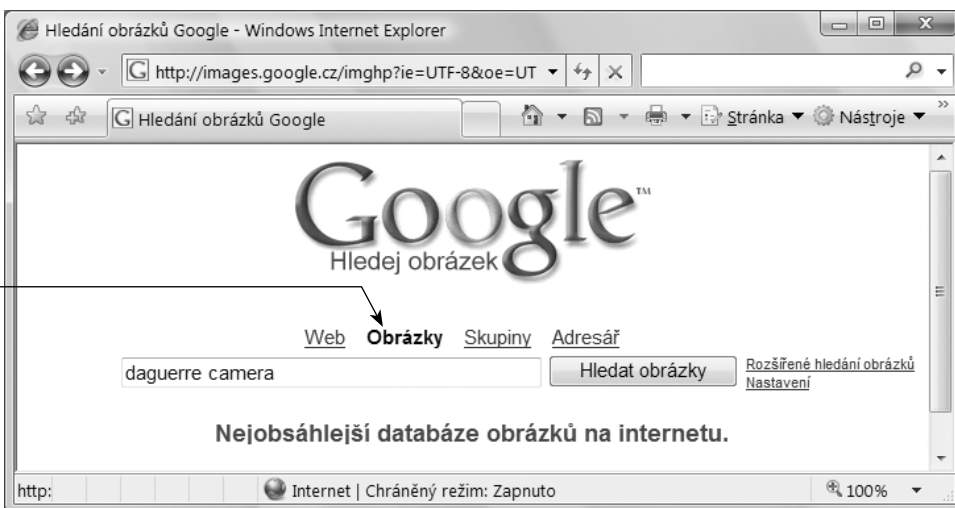 Hledání obrázků Google - Windows Internet Explorer
G http://images.google.cz/imghp?ie=UTF-8&oe=UT
G Hledání obrázků Google
Stránka
Nástroje
»
Google™
Hledej obrázek
Web Obrázky Skupiny Adresář
daguerre camera
Hledat obrázky
Rozšířené hledání obrázků
Nastavení
Nejobsáhlejší databáze obrázků na internetu.
http:
Internet | Chráněný režim: Zapnuto
100%